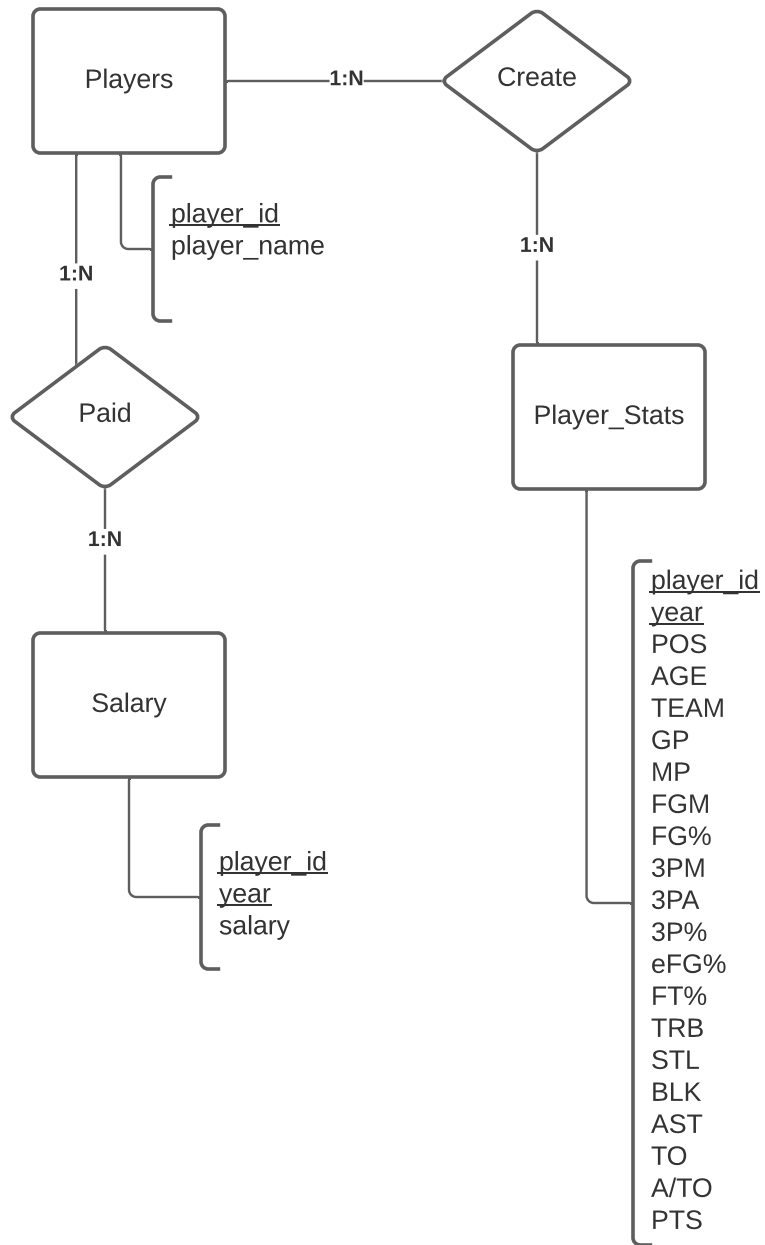 Players
1:N
Create
player_id
player_name
1:N
1:N
Paid
Player_Stats
1:N
Salary
player_id
year
salary
player_id
year
POS
AGE
TEAM
GP
MP
FGM
FG%
3PM
3PA
3P%
eFG%
FT%
TRB
STL
BLK
AST
TO
A/TO
PTS